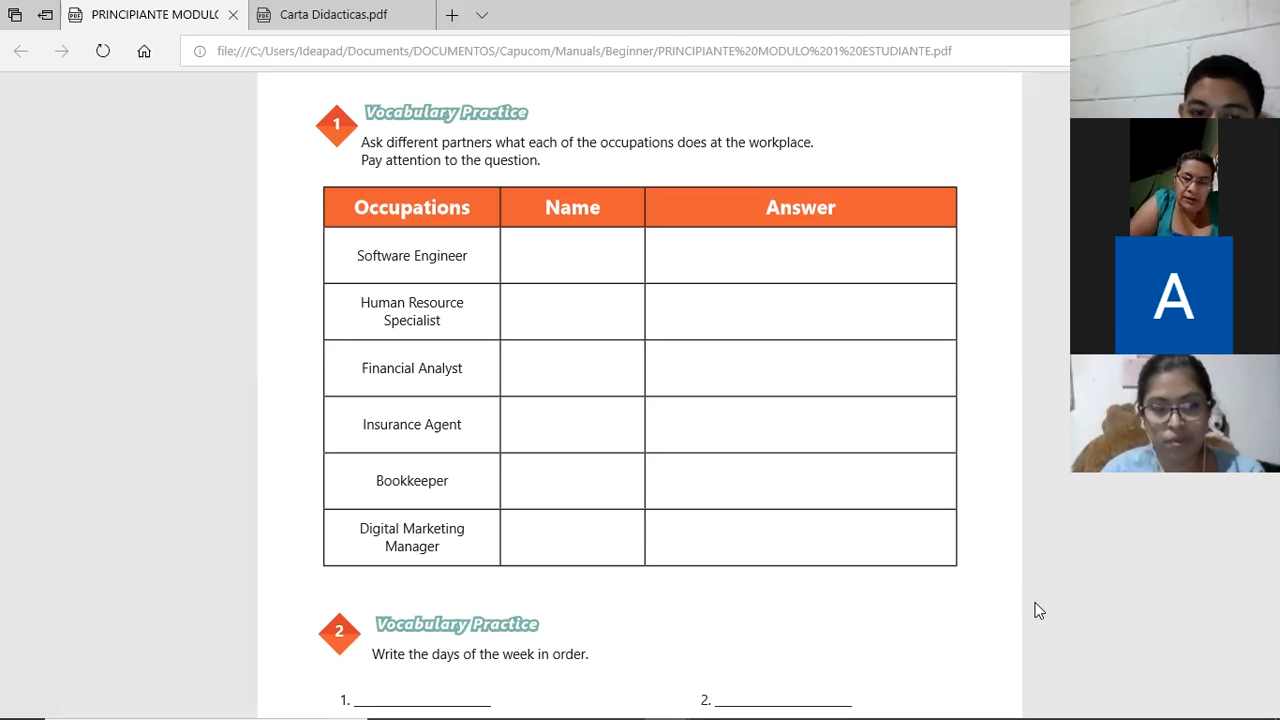 PRINCIPIANTE MODULO
Carta Didacticas.pdf
file:///C:/Users/Ideapad/Documents/DOCUMENTOS/Capucom/Manuals/Beginner/PRINCIPIANTE%20MODULO%201%20ESTUDIANTE.pdf
1
Vocabulary Practice
Ask different partners what each of the occupations does at the workplace.
Pay attention to the question.
Occupations Name Answer
Software Engineer
Human Resource
Specialist
Financial Analyst
Insurance Agent
Bookkeeper
Digital Marketing
Manager
2
Vocabulary Practice
Write the days of the week in order.
1. 2.
A